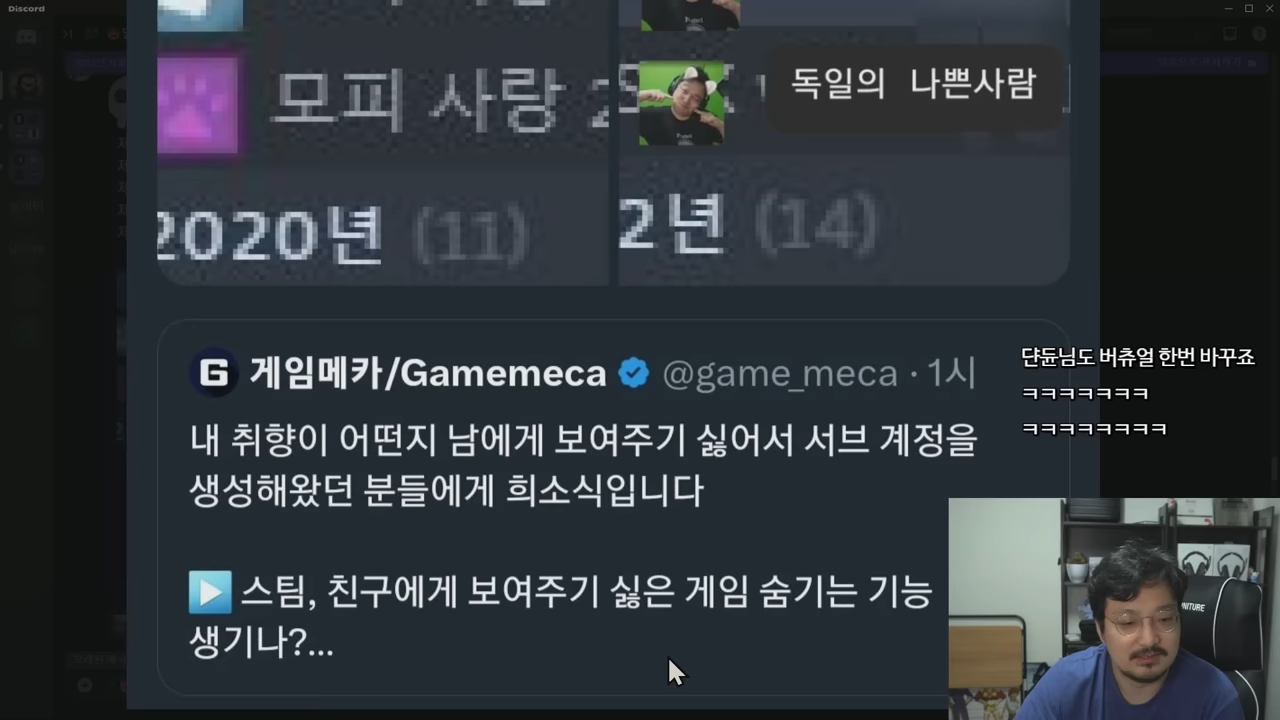 Discord
모피 사랑
독일의 나쁜사람
2020년 (11)
2년 (14)
게임메카/Gamemeca @game_meca · 1시
내 취향이 어떤지 남에게 보여주기 싫어서 서브 계정을
생성해왔던 분들에게 희소식입니다
스팀, 친구에게 보여주기 싫은 게임 숨기는 기능
생기나?...
댠듄님도 버츄얼 한번 바꾸죠
ㅋㅋㅋㅋㅋㅋㅋ
ㅋㅋㅋㅋㅋㅋㅋㅋ